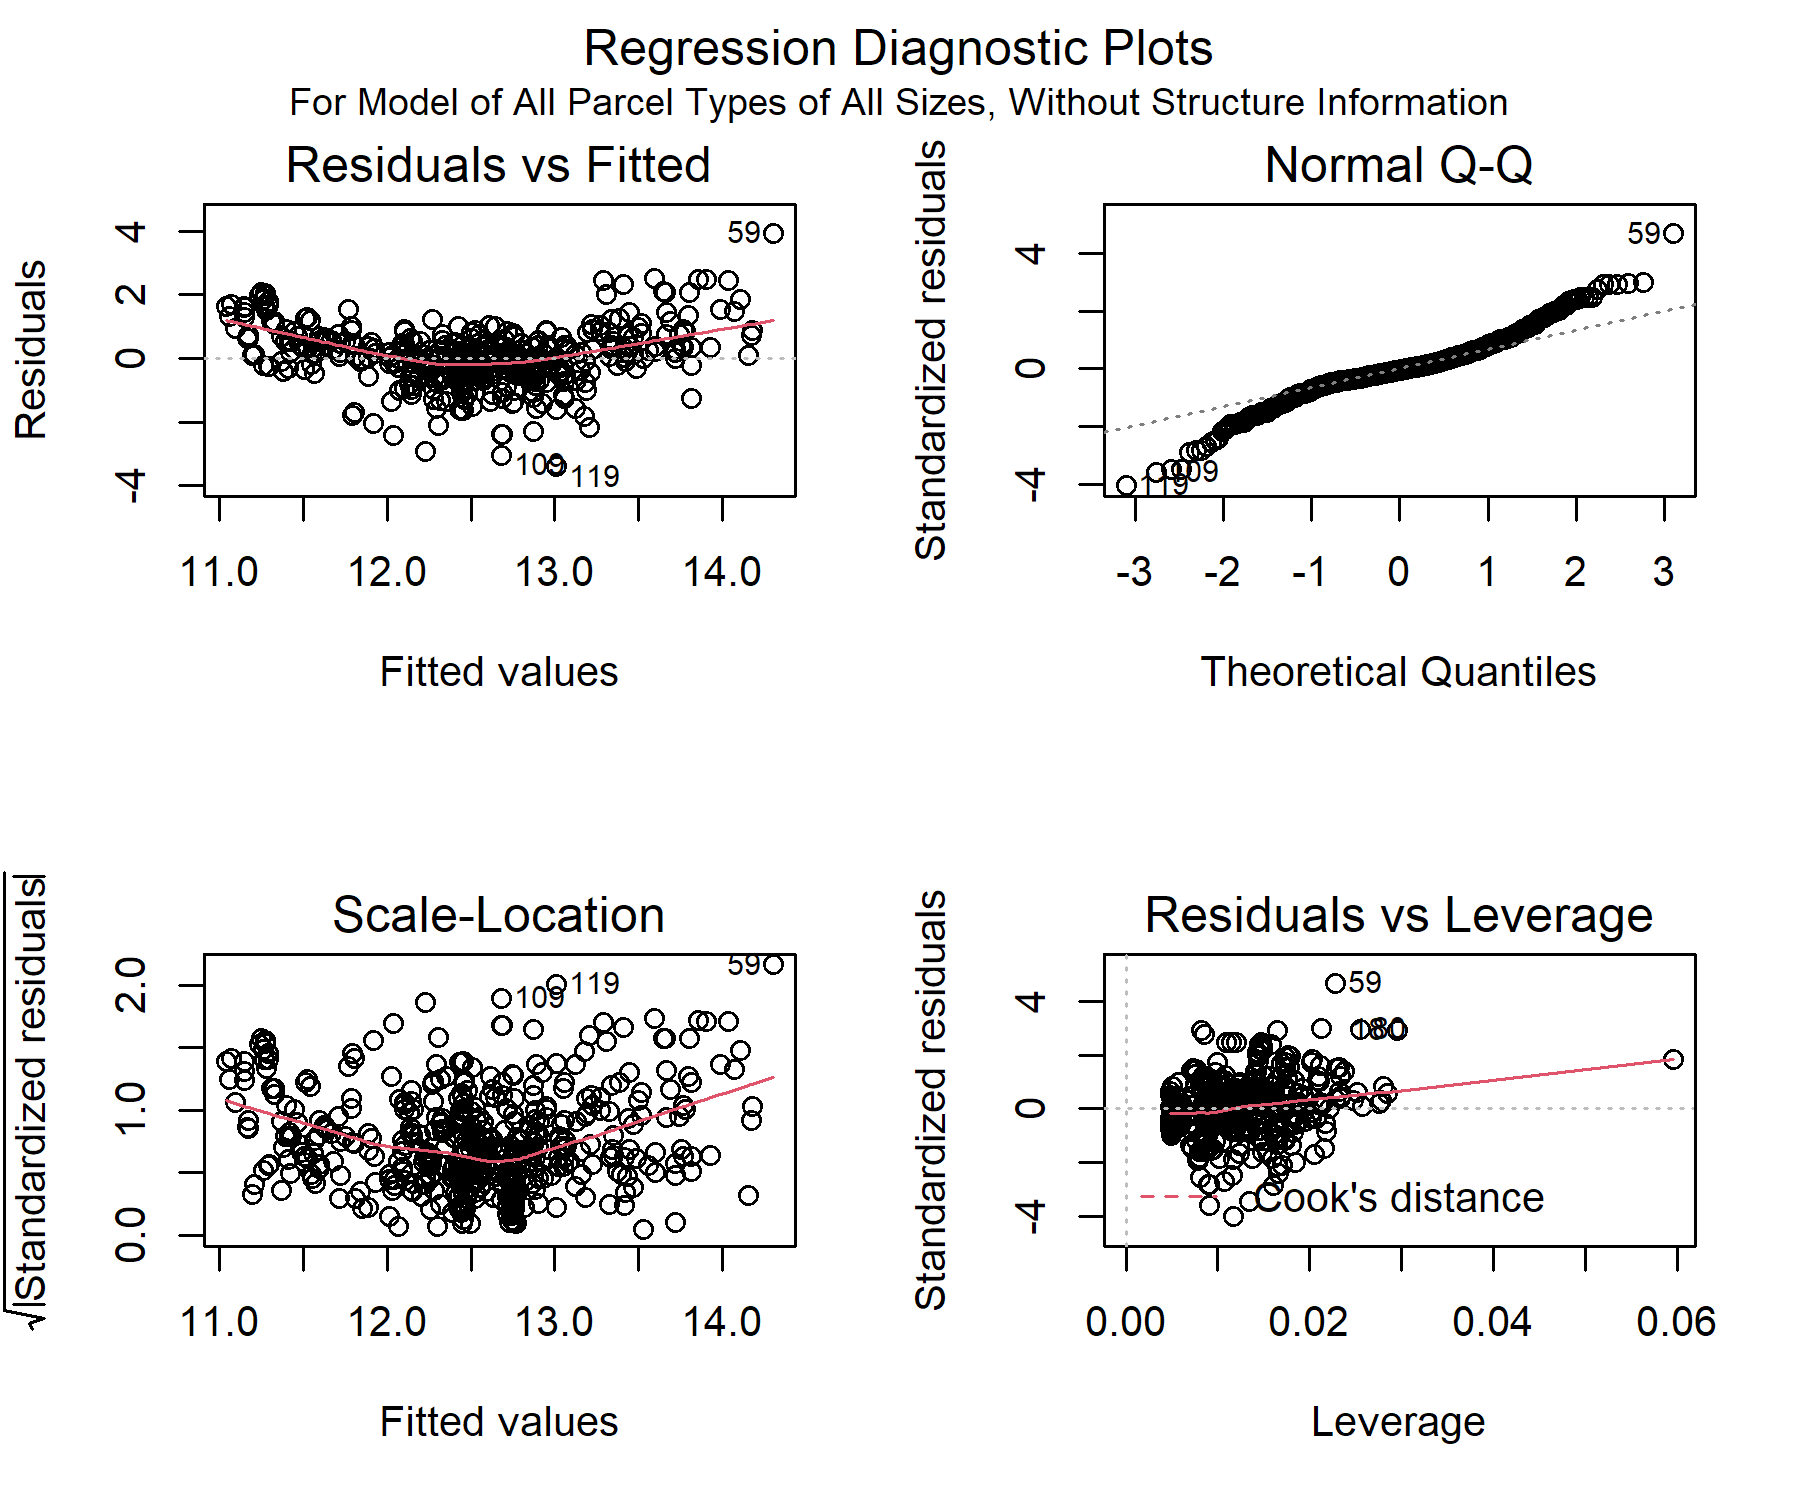 Regression Diagnostic Plots
For Model of All Parcel Types of All Sizes, Without Structure Information
Residuals vs Fitted
Residuals
4
2
0
-4
59
109
119
11.0 12.0 13.0 14.0
Fitted values
Normal Q-Q
Standardized residuals
4
0
-4
59
109
119
-3 -2 -1 0 1 2 3
Theoretical Quantiles
Scale-Location
√|Standardized residuals|
2.0
1.0
0.0
59
119
109
11.0 12.0 13.0 14.0
Fitted values
Residuals vs Leverage
Standardized residuals
4
0
-4
59
Cook's distance
0.00 0.02 0.04 0.06
Leverage